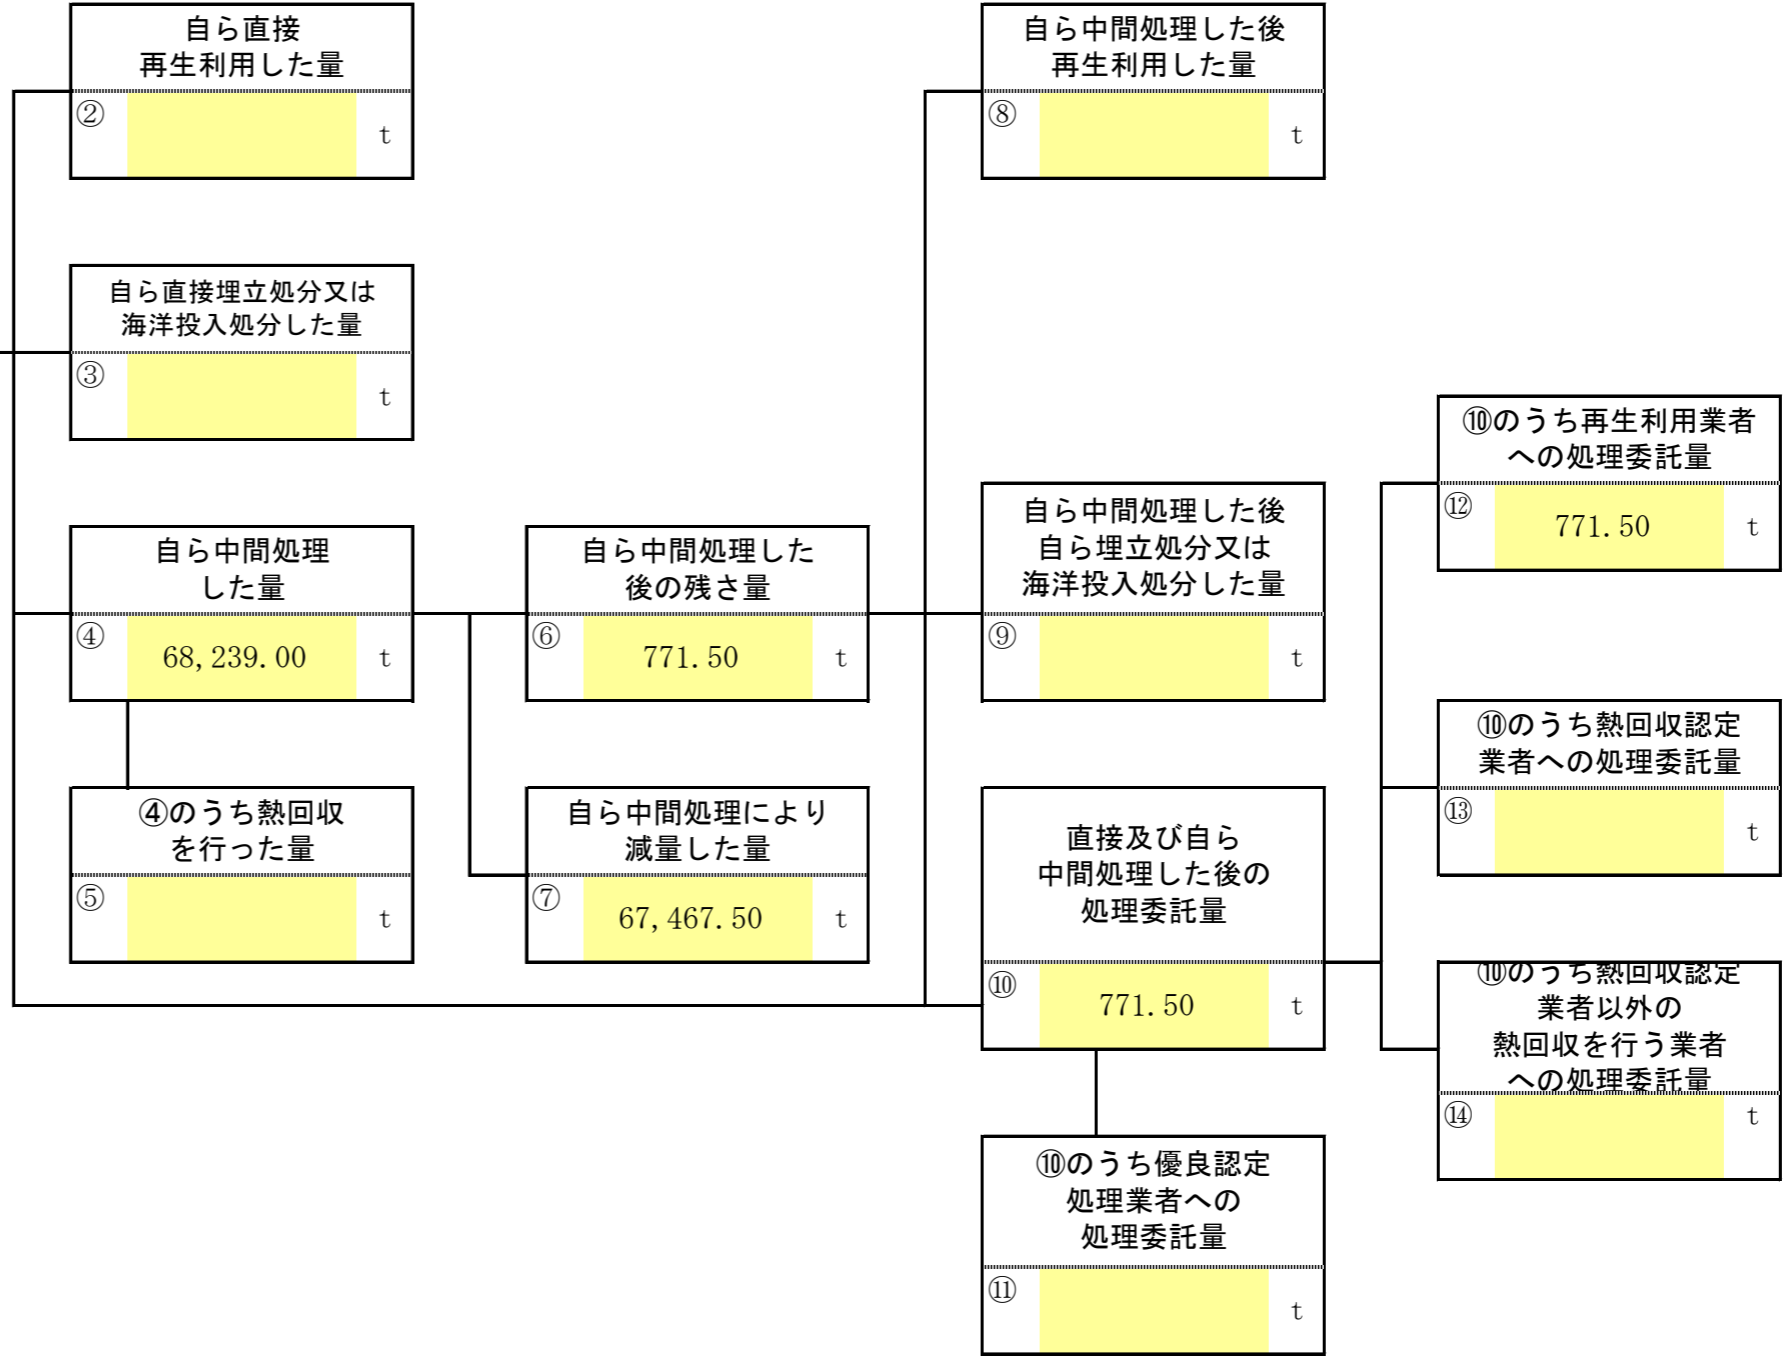 自ら直接
再生利用した量
②
t
自ら中間処理した後
再生利用した量
⑧
t
自ら直接埋立処分又は
海洋投入処分した量
③
t
⑩のうち再生利用業者
への処理委託量
⑫
771.50
t
自ら中間処理
した量
④
68,239.00
t
自ら中間処理した
後の残さ量
⑥
771.50
t
自ら中間処理した後
自ら埋立処分又は
海洋投入処分した量
⑨
t
⑩のうち熱回収認定
業者への処理委託量
⑬
t
④のうち熱回収
を行った量
⑤
t
自ら中間処理により
減量した量
⑦
67,467.50
t
直接及び自ら
中間処理した後の
処理委託量
⑩
771.50
t
⑩のうち熱回収認定
業者以外の
熱回収を行う業者
への処理委託量
⑭
t
⑩のうち優良認定
処理業者への
処理委託量
⑪
t